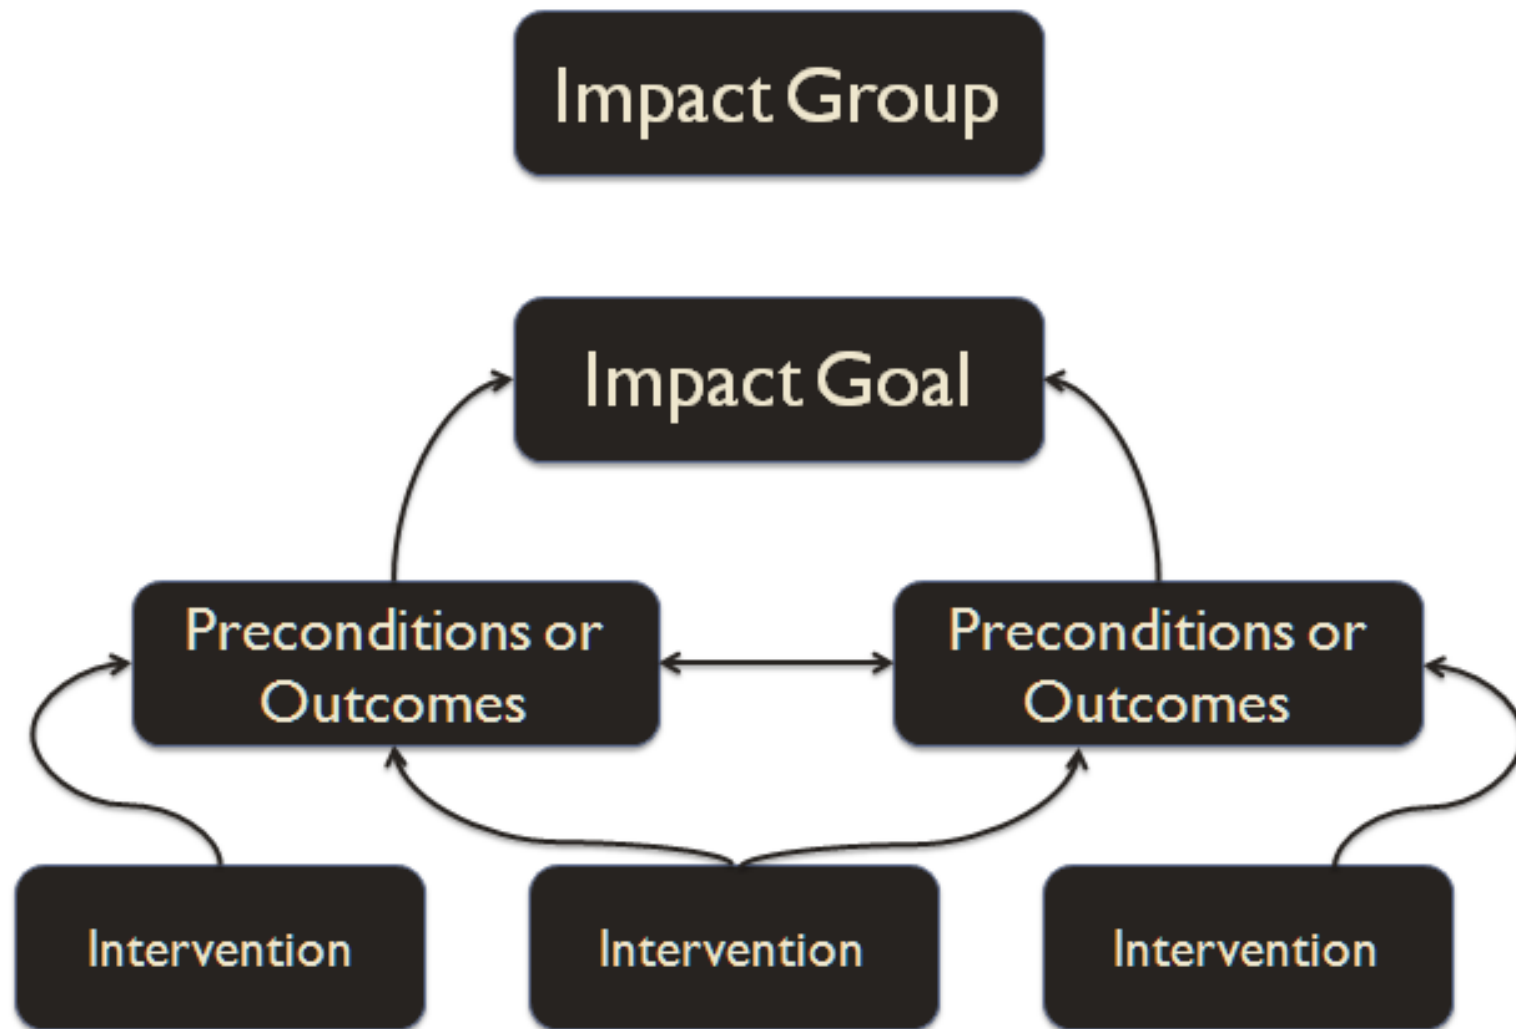 Impact Group
Impact Goal
Preconditions or
Outcomes
Preconditions or
Outcomes
Intervention
Intervention
Intervention